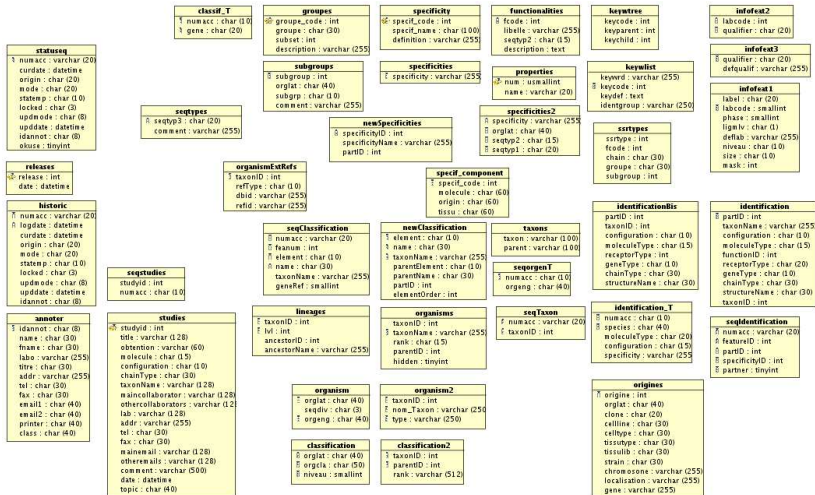 classif_T
numacc : char (10)
gene : char (20)
groupes
groupe_code : int
groupe : char (30)
subset : int
description : varchar (255)
specificity
specif_code : int
specif_name : char (100)
definition : varchar (255)
functionalities
fcode : int
libelle : varchar (255)
seqtyp2 : char (15)
description : text
keywtree
keycode : int
keyparent : int
keychild : int
infofeat2
labcode : int
qualifier : char (20)
statuseq
numacc : varchar (20)
curdate : datetime
origin : char (20)
mode : char (20)
statemp : char (10)
locked : char (3)
updmode : char (8)
upddate : datetime
idannot : char (8)
okuse : tinyint
infofeat3
qualifier : char (20)
defqualif : varchar (255)
subgroups
subgroup : int
orglat : char (40)
subgrp : char (10)
comment : varchar (255)
specificities
specificity : varchar (255)
properties
num : usmallint
name : varchar (20)
keywlist
keywrd : varchar (255)
keycode : int
keydef : text
identgroup : varchar (250)
infofeat1
label : char (20)
labcode : smallint
phase : smallint
ligmlv : char (1)
deflab : varchar (255)
niveau : char (10)
size : char (10)
mask : int
seqtypes
seqtyp3 : char (20)
comment : varchar (255)
newSpecificities
specificityID : int
specificityName : varchar (255)
partID : int
specificities2
specificity : varchar (255)
orglat : char (40)
seqtyp2 : char (15)
seqtyp1 : char (20)
ssrtypes
ssrtype : int
fcode : int
chain : char (30)
groupe : char (30)
subgroup : int
releases
release : int
date : datetime
organismExtRefs
taxonID : int
refType : char (10)
dbid : varchar (255)
refid : varchar (255)
specif_component
specif_code : int
molecule : char (60)
origin : char (60)
tissu : char (60)
historic
numacc : varchar (20)
logdate : datetime
curdate : datetime
origin : char (20)
mode : char (20)
statemp : char (10)
locked : char (3)
updmode : char (8)
upddate : datetime
idannot : char (8)
seqClassification
numacc : varchar (20)
feanum : int
element : char (10)
name : char (30)
taxonName : varchar (255)
geneRef : smallint
newClassification
element : char (10)
name : char (30)
taxonName : varchar (255)
parentElement : char (10)
parentName : char (30)
partID : int
elementOrder : int
taxons
taxon : varchar (100)
parent : varchar (100)
identificationBis
partID : int
taxonID : int
configuration : char (10)
moleculeType : char (15)
receptorType : int
geneType : char (10)
chainType : char (30)
structureName : char (30)
identification
partID : int
taxonName : varchar (255)
configuration : char (10)
moleculeType : char (15)
functionID : int
receptorType : char (20)
geneType : char (10)
chainType : char (30)
structureName : char (30)
taxonID : int
seqstudies
studyid : int
numacc : char (10)
seqorgenT
numacc : char (10)
orgeng : char (40)
annoter
idannot : char (8)
name : char (30)
fname : char (30)
labo : varchar (255)
titre : char (30)
addr : varchar (255)
tel : char (30)
fax : char (30)
email1 : char (40)
email2 : char (40)
printer : char (40)
class : char (40)
studies
studyid : int
title : varchar (128)
obtention : varchar (60)
molecule : char (15)
configuration : char (10)
chainType : char (30)
taxonName : varchar (128)
maincollaborator : varchar (128)
othercollaborators : varchar (128)
lab : varchar (128)
addr : varchar (255)
tel : char (30)
fax : char (30)
mainemail : varchar (128)
otheremails : varchar (128)
comment : varchar (500)
date : datetime
topic : char (40)
lineages
taxonID : int
lvl : int
ancestorID : int
ancestorName : varchar (255)
organisms
taxonID : int
taxonName : varchar (255)
rank : char (15)
parentID : int
hidden : tinyint
seqTaxon
numacc : varchar (20)
taxonID : int
identification_T
numacc : char (10)
species : char (40)
moleculeType : char (20)
configuration : char (15)
specificity : varchar (255)
seqIdentification
numacc : varchar (20)
featureID : int
partID : int
specificityID : int
partner : tinyint
organism
orglat : char (40)
seqdiv : char (3)
orgeng : char (40)
organism2
taxonID : int
nom_Taxon : varchar (250)
type : varchar (250)
classification
orglat : char (40)
orgcla : char (50)
niveau : smallint
classification2
taxonID : int
parentID : int
rank : varchar (512)
origines
origine : int
orglat : char (40)
clone : char (20)
cellline : char (30)
celltype : char (30)
tissutype : char (30)
tissulib : char (30)
strain : char (30)
chromosone : varchar (255)
localisation : varchar (255)
gene : varchar (255)